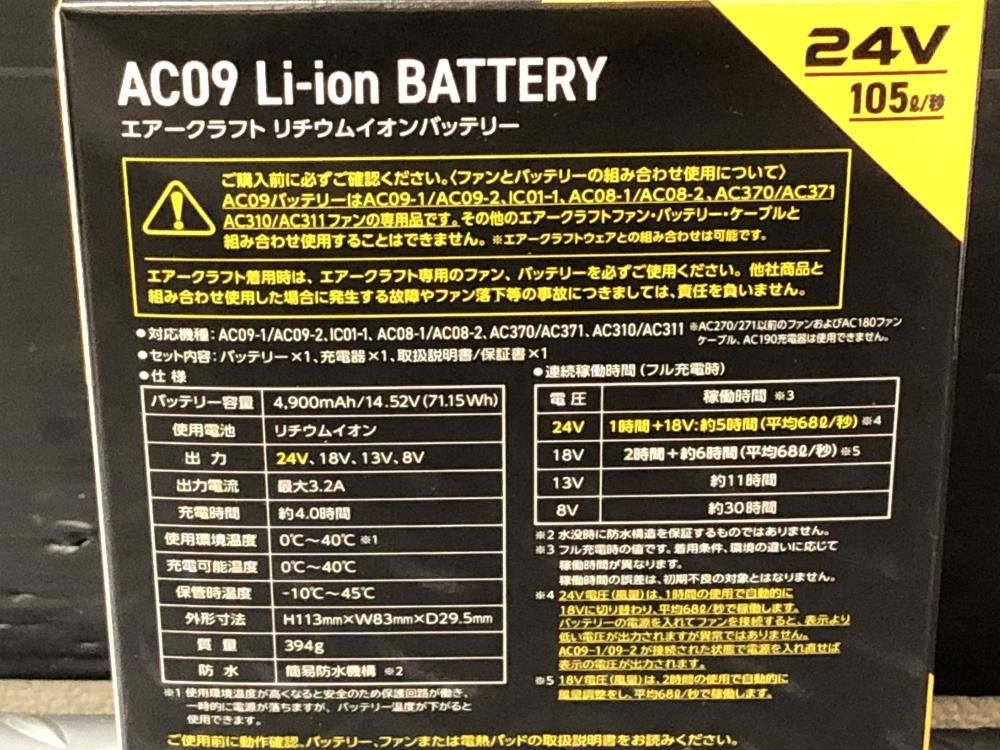 24V
105ℓ/秒
AC09 Li-ion BATTERY
エアークラフト リチウムイオンバッテリー
ご購入前に必ずご確認ください。〈ファンとバッテリーの組み合わせ使用について〉
AC09バッテリーはAC09-1/AC09-2、IC01-1、AC08-1/AC08-2、AC370/AC371
AC310/AC311ファンの専用品です。その他のエアークラフトファン・バッテリー・ケーブルと
組み合わせ使用することはできません。※エアークラフトウェアとの組み合わせは可能です。
エアークラフト着用時は、エアークラフト専用のファン、バッテリーを必ずご使用ください。他社商品と
組み合わせ使用した場合に発生する故障やファン落下等の事故につきましては、責任を負いません。
●対応機種：AC09-1/AC09-2、IC01-1、AC08-1/AC08-2、AC370/AC371、AC310/AC311 ※AC270/271以前のファンおよびAC180ファン
ケーブル、AC190充電器は使用できません。
●セット内容：バッテリー×1、充電器×1、取扱説明書/保証書×1
●仕様
バッテリー容量 4,900mAh/14.52V(71.15Wh)
使用電池 リチウムイオン
出力 24V、18V、13V、8V
出力電流 最大3.2A
充電時間 約4.0時間
使用環境温度 0℃～40℃ ※1
充電可能温度 0℃～40℃
保管時温度 -10℃～45℃
外形寸法 H113mm×W83mm×D29.5mm
質量 394g
防水 簡易防水機構 ※2
※1 使用環境温度が高くなると安全のため保護回路が働き、
一時的に電源が落ちますが、バッテリー温度が下がると
使用できます。
●連続稼働時間（フル充電時）
電圧 稼働時間 ※3
24V 1時間+18V:約5時間(平均68ℓ/秒) ※4
18V 2時間+約6時間(平均68ℓ/秒) ※5
13V 約11時間
8V 約30時間
※2 水没時に防水構造を保証するものではありません。
※3 フル充電時の値です。着用条件、環境の違いに応じて
稼働時間が異なります。
稼働時間の誤差は、初期不良の対象とはなりません。
※4 24V電圧(風量)は、1時間の使用で自動的に
18Vに切り替わり、平均68ℓ/秒で稼働します。
バッテリーの電源を入れてファンを接続すると、表示より
低い電圧が出力されますが異常ではありません。
AC09-1/09-2が接続された状態で電源を入れ直せば
表示の電圧が出力されます。
※5 18V電圧(風量)は、2時間の使用で自動的に
風量調整をし、平均68ℓ/秒で稼働します。
ご使用前に動作確認、バッテリー、ファンまたは電熱パッドの取扱説明書をお読みください。